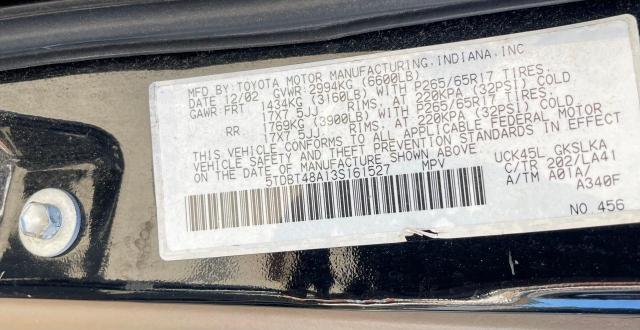 MFD.BY:TOYOTA MOTOR MANUFACTURING,INDIANA,INC
DATE 12/02 GVWR:2994KG (6600LB)
GAWR:FRT 1434KG (3160LB) WITH P265/65R17 TIRES,
17X7.5JJ RIMS, AT 220KPA (32PSI) COLD
RR 1769KG (3900LB) WITH P265/65R17 TIRES,
17X7.5JJ RIMS, AT 220KPA (32PSI) COLD
THIS VEHICLE CONFORMS TO ALL APPLICABLE FEDERAL MOTOR
VEHICLE SAFETY AND THEFT PREVENTION STANDARDS IN EFFECT
ON THE DATE OF MANUFACTURE SHOWN ABOVE.
5TDBT48A13S161527 MPV
UCK45L GKSLKA
C/TR 202/LA41
A/TM A01A/
A340F
NO.456